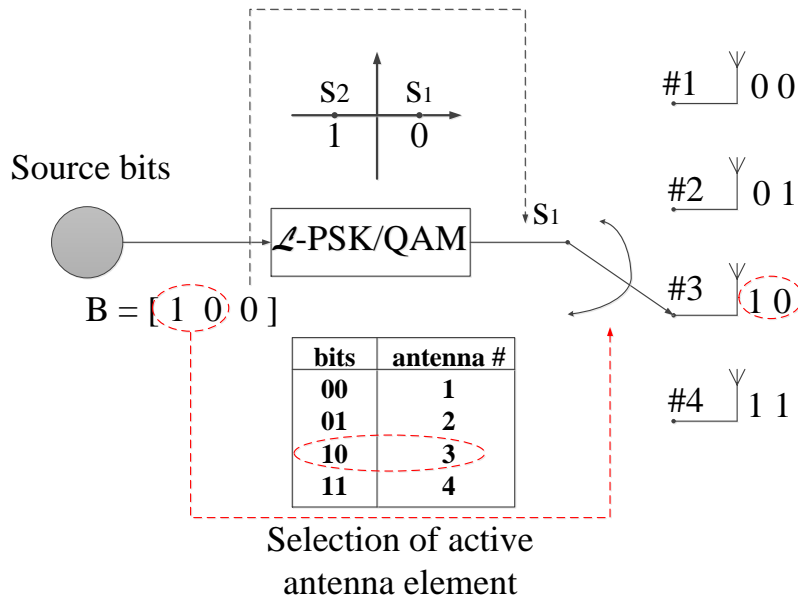 S2 S1
1 0
Source bits
ℒ-PSK/QAM
S1
B = [ 1 0 0 ]
#1 0 0
#2 0 1
#3 1 0
#4 1 1
bits antenna #
00 1
01 2
10 3
11 4
Selection of active
antenna element